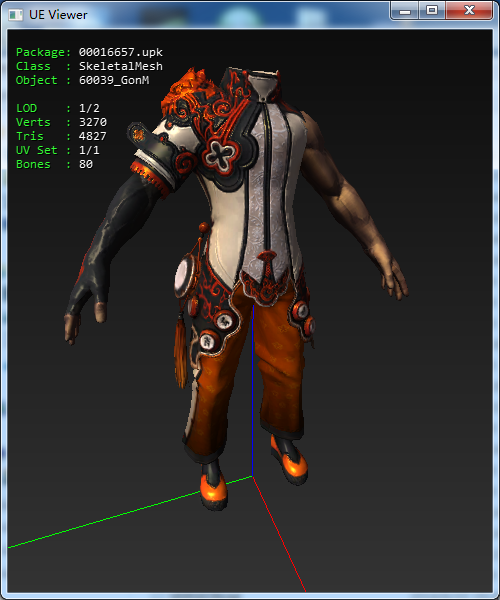 UE Viewer
Package: 00016657.upk
Class : SkeletalMesh
Object : 60039_GonM
LOD : 1/2
Verts : 3270
Tris : 4827
UV Set : 1/1
Bones : 80